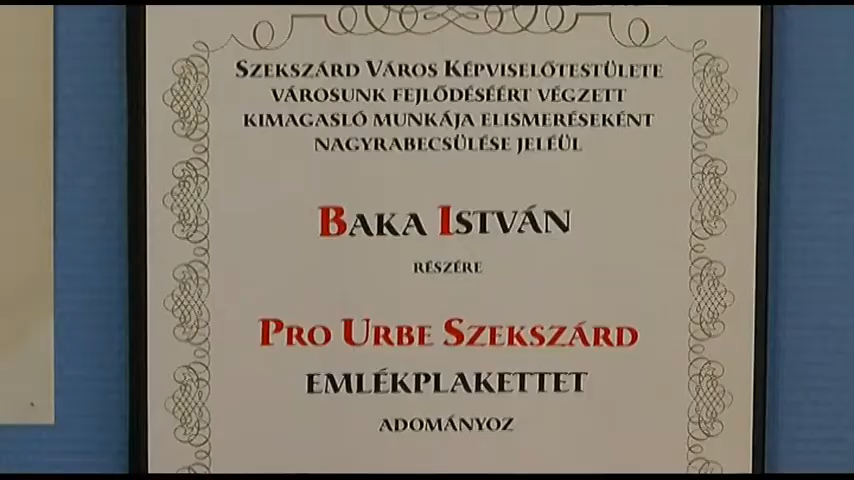 SZEKSZÁRD VÁROS KÉPVISELŐTESTÜLETE
VÁROSUNK FEJLŐDÉSÉÉRT VÉGZETT
KIMAGASLÓ MUNKÁJA ELISMERÉSEKÉNT
NAGYRABECSÜLÉSE JELÉÜL
BAKA ISTVÁN
RÉSZÉRE
PRO URBE SZEKSZÁRD
EMLÉKPLAKETTET
ADOMÁNYOZ